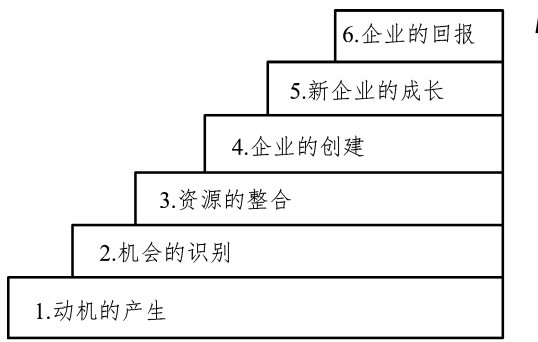 6.企业的回报
5.新企业的成长
4.企业的创建
3.资源的整合
2.机会的识别
1.动机的产生